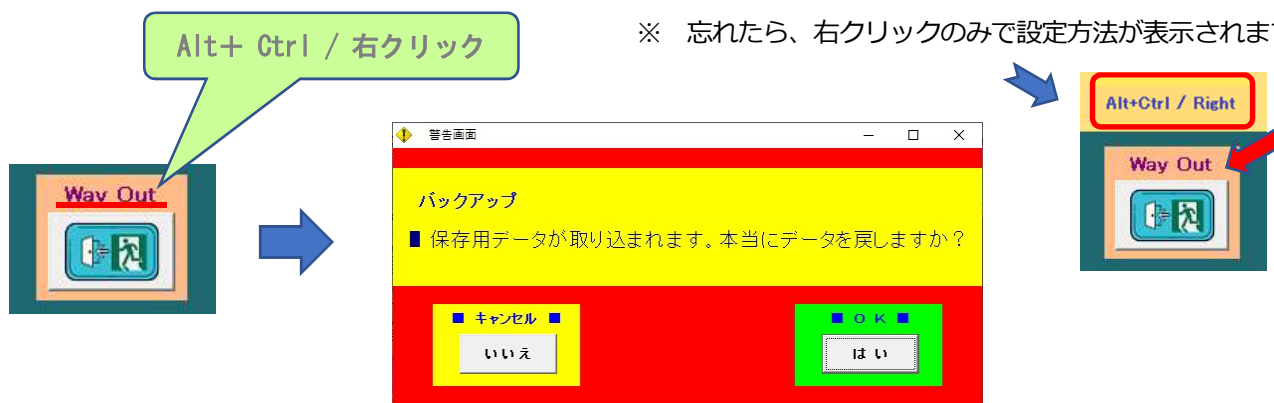 Alt＋ Ctrl / 右クリック
※　忘れたら、右クリックのみで設定方法が表示されま
Way Out
警告画面
バックアップ
■ 保存用データが取り込まれます。本当にデータを戻しますか？
■ キャンセル ■
いいえ
■ ＯＫ ■
はい
Alt+Ctrl / Right
Way Out